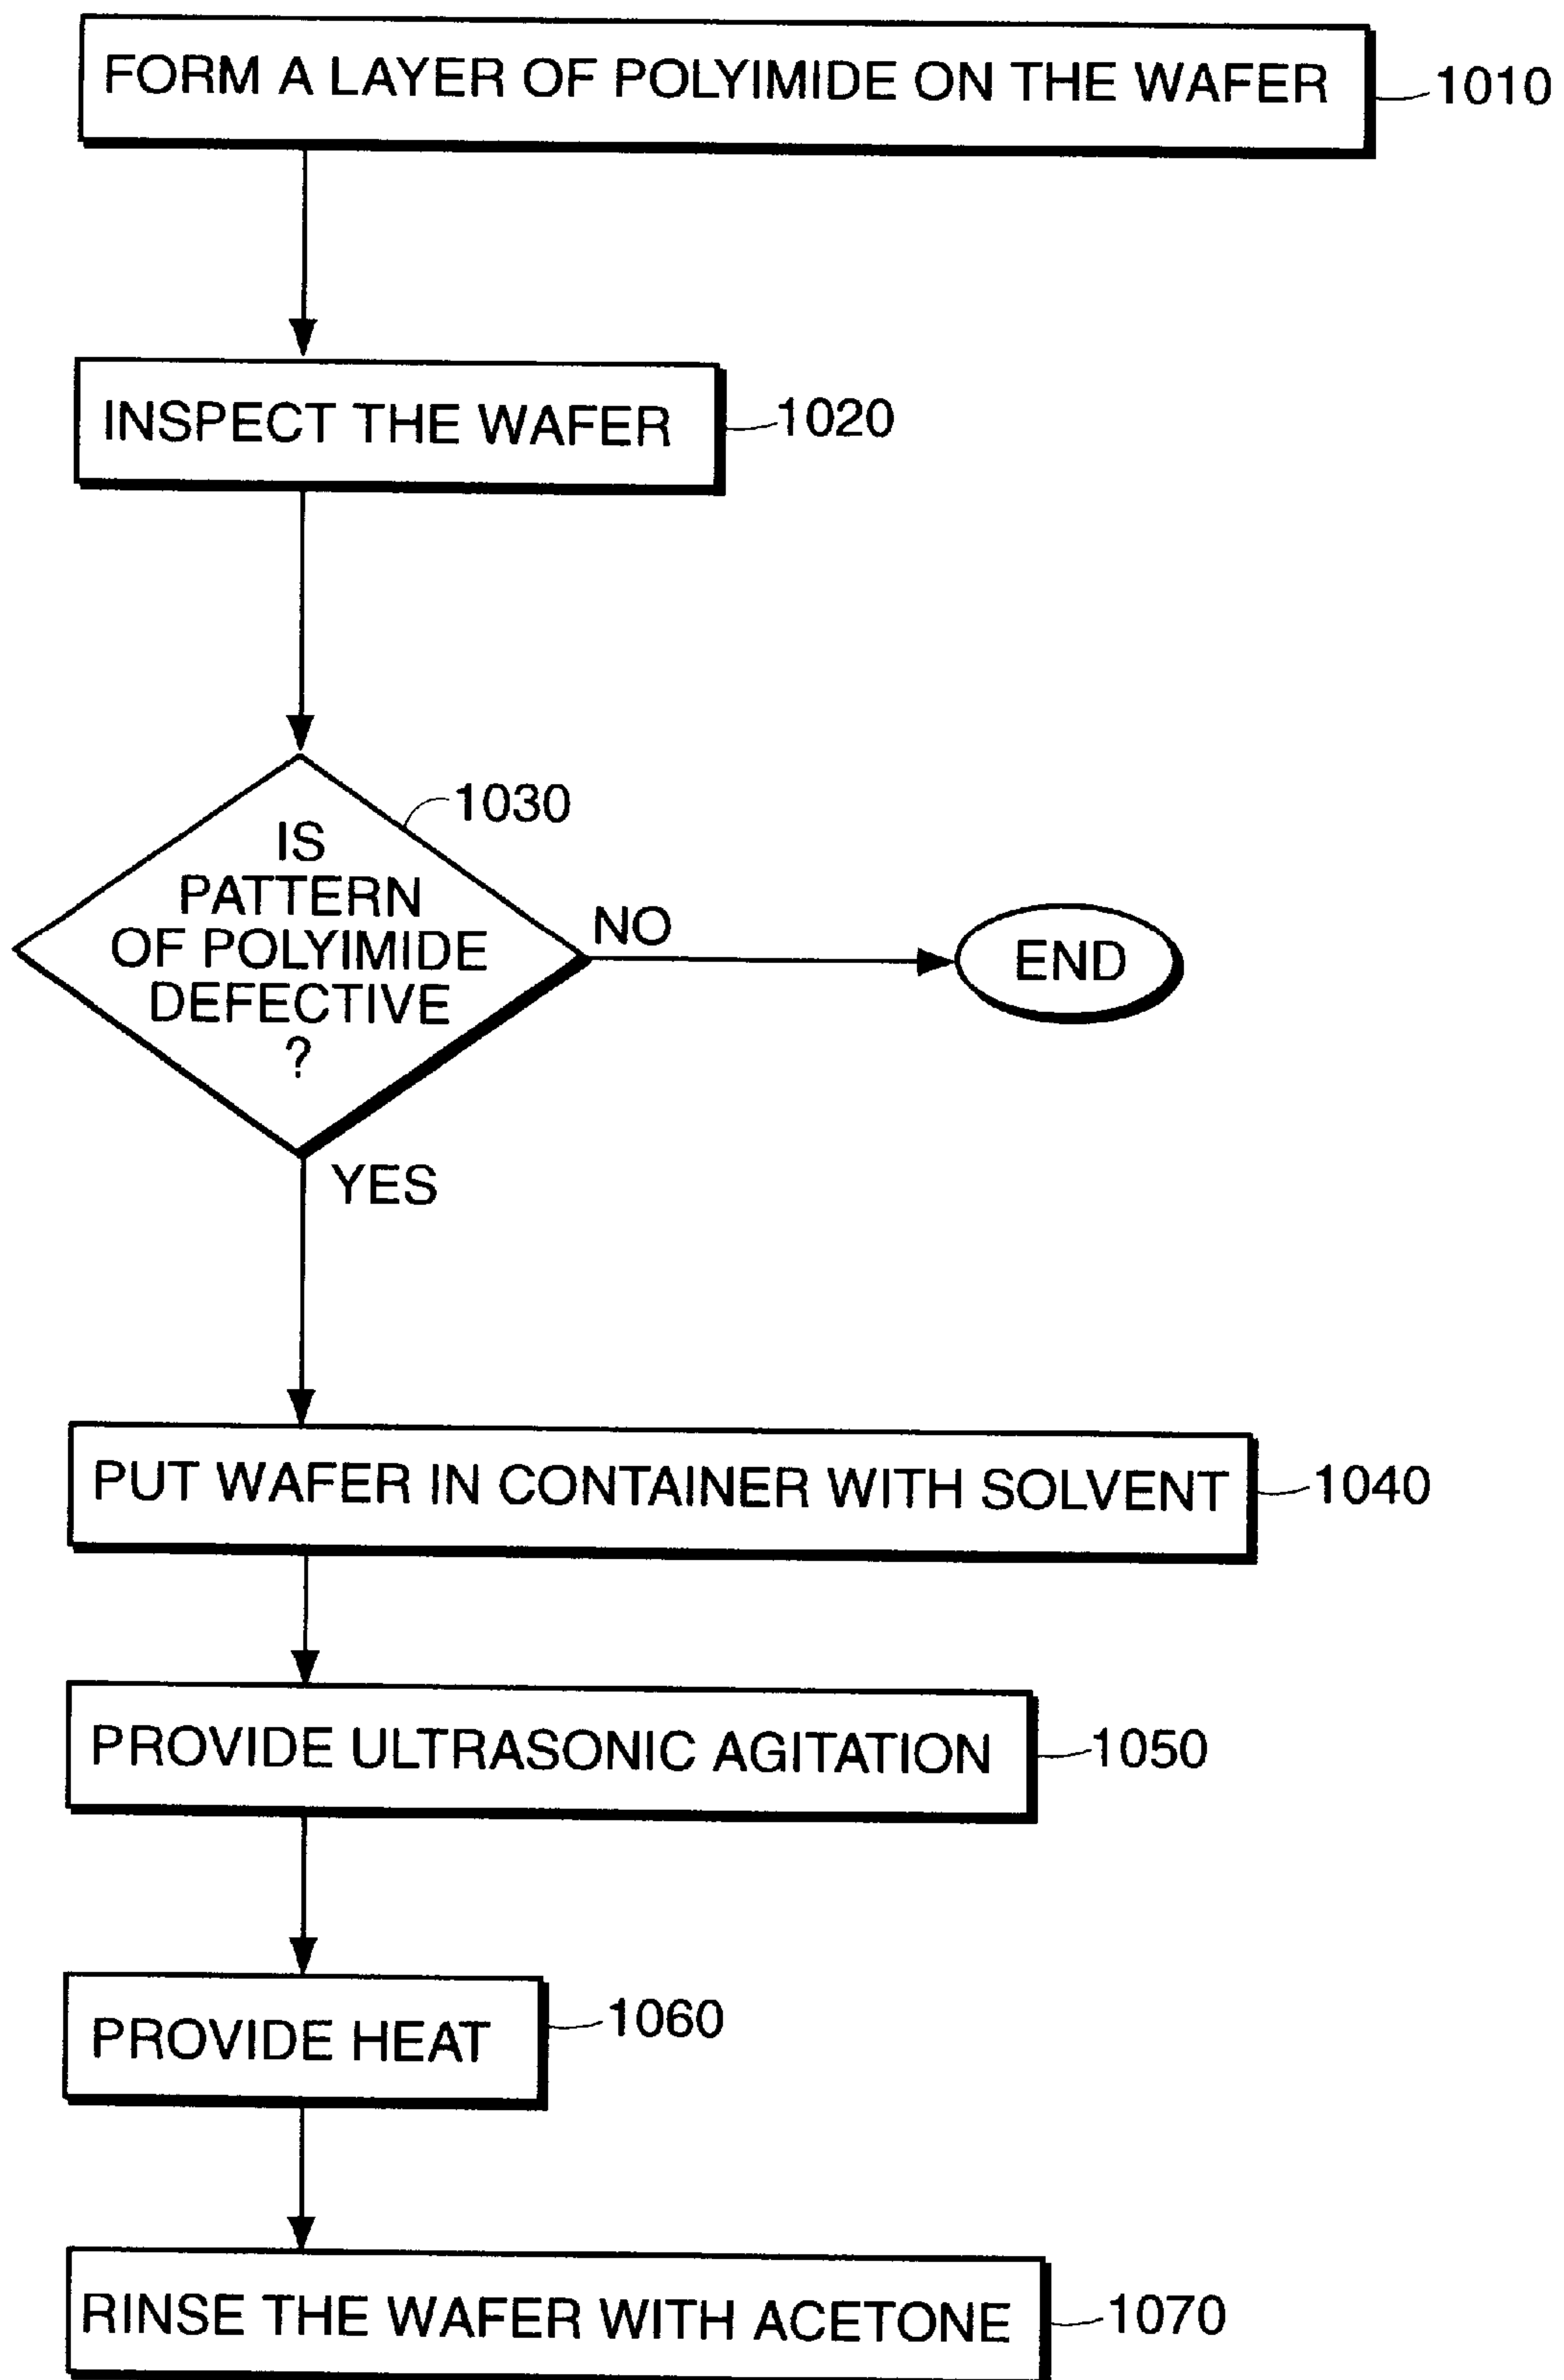 FORM A LAYER OF POLYIMIDE ON THE WAFER
1010
INSPECT THE WAFER
1020
1030
IS
PATTERN
OF POLYIMIDE
DEFECTIVE
?
NO
END
YES
PUT WAFER IN CONTAINER WITH SOLVENT
1040
PROVIDE ULTRASONIC AGITATION
1050
PROVIDE HEAT
1060
RINSE THE WAFER WITH ACETONE
1070